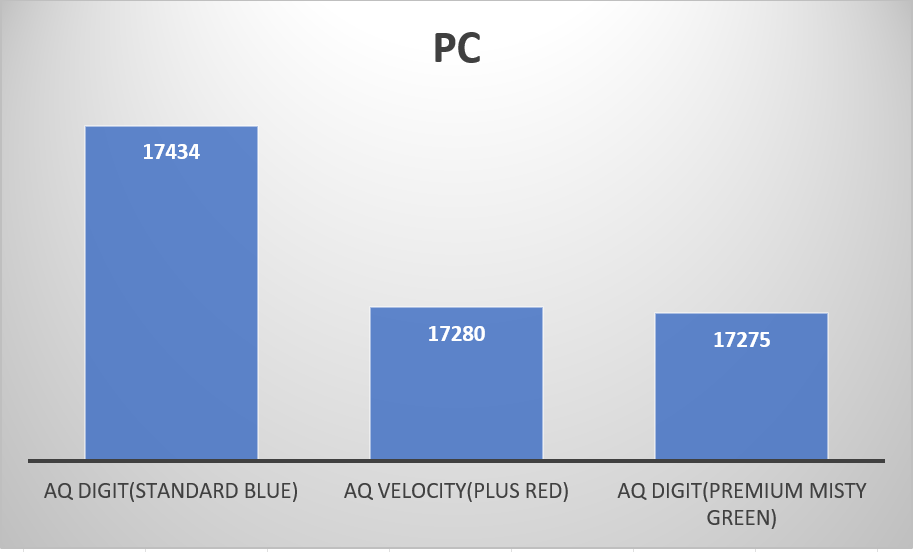 PC
17434
17280
17275
AQ DIGIT(STANDARD BLUE)
AQ VELOCITY(PLUS RED)
AQ DIGIT(PREMIUM MISTY
GREEN)